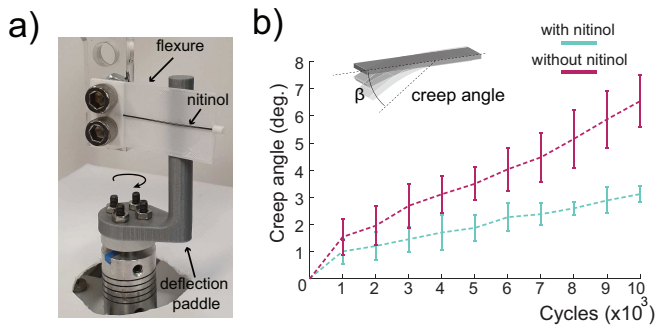 a)
flexure
nitinol
deflection
paddle
b)
with nitinol
without nitinol
β
creep angle
Creep angle (deg.)
8
7
6
5
4
3
2
1
0
1 2 3 4 5 6 7 8 9 10
Cycles (x10³)